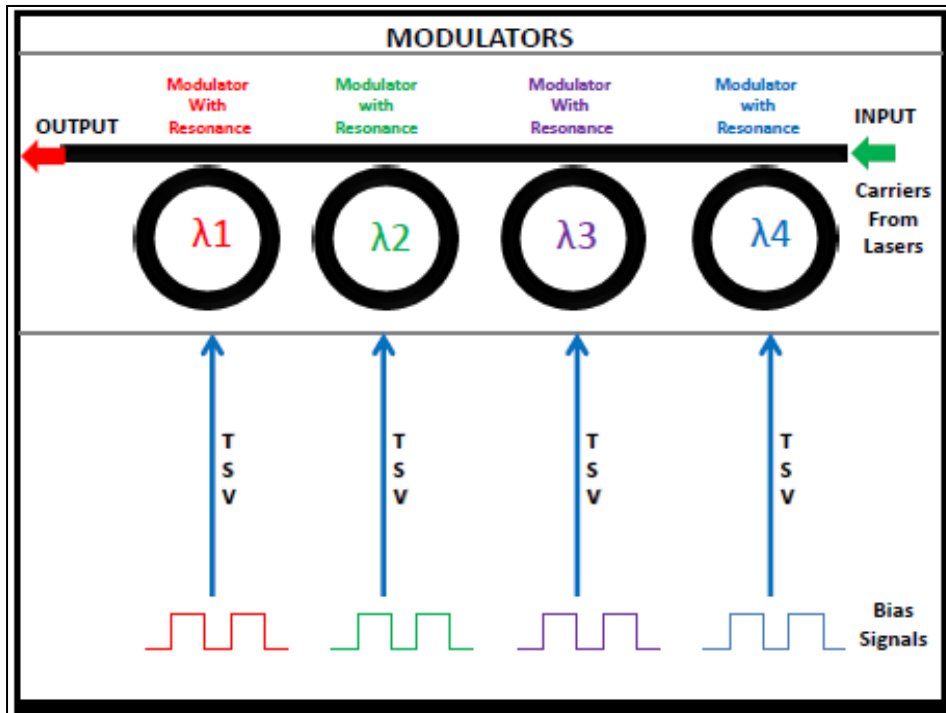 MODULATORS
Modulator
With
Resonance
Modulator
with
Resonance
Modulator
With
Resonance
Modulator
with
Resonance
OUTPUT
INPUT
λ1
λ2
λ3
λ4
Carriers
From
Lasers
T
S
V
T
S
V
T
S
V
T
S
V
Bias
Signals